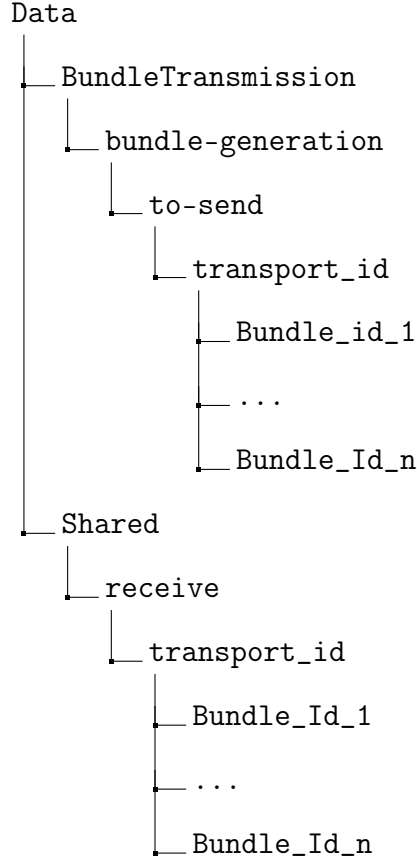 Data
BundleTransmission
bundle-generation
to-send
transport_id
Bundle_id_1
...
Bundle_Id_n
Shared
receive
transport_id
Bundle_Id_1
...
Bundle_Id_n